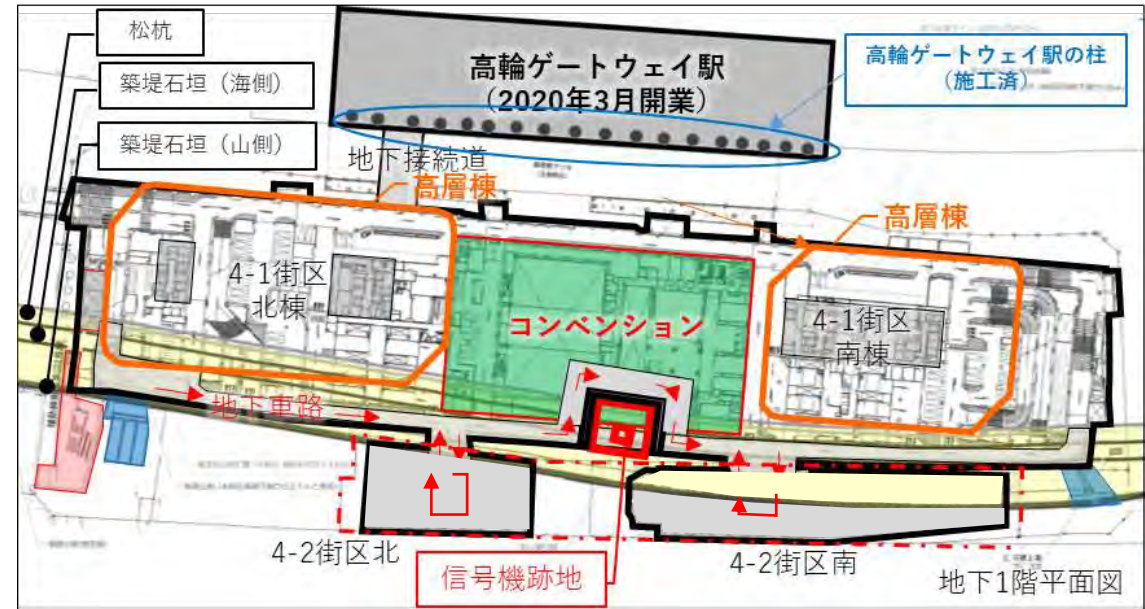 松杭
築堤石垣（海側）
築堤石垣（山側）
高輪ゲートウェイ駅
（2020年3月開業）
高輪ゲートウェイ駅の柱
（施工済）
地下接続道
高層棟
高層棟
4-1街区
北棟
コンベンション
4-1街区
南棟
地下車路
4-2街区北
信号機跡地
4-2街区南
地下1階平面図